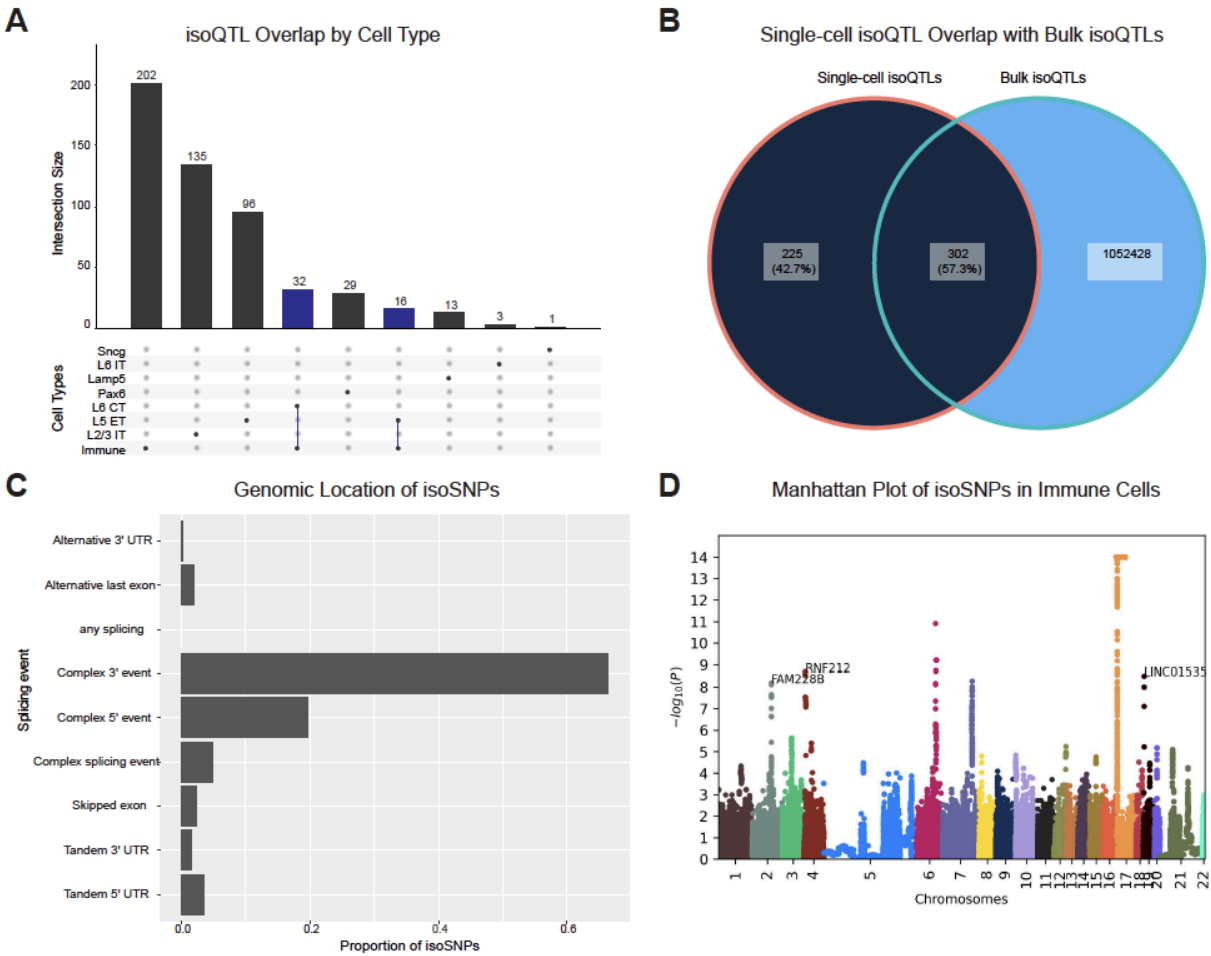 A
isoQTL Overlap by Cell Type
202
200
135
150
Intersection Size
96
100
50
32
29
16
13
3
1
0
Cell Types
Sncg
L6 IT
Lamp5
Pax6
L6 CT
L5 ET
L2/3 IT
Immune
B
Single-cell isoQTL Overlap with Bulk isoQTLs
Single-cell isoQTLs
Bulk isoQTLs
225
(42.7%)
302
(57.3%)
1052428
C
Genomic Location of isoSNPs
Splicing event
Alternative 3' UTR
Alternative last exon
any splicing
Complex 3' event
Complex 5' event
Complex splicing event
Skipped exon
Tandem 3' UTR
Tandem 5' UTR
0.0 0.2 0.4 0.6
Proportion of isoSNPs
D
Manhattan Plot of isoSNPs in Immune Cells
−log10(P)
14
13
12
11
10
9
8
7
6
5
4
3
2
1
0
RNF212
FAM228B
LINC01535
1 2 3 4 5 6 7 8 9 10 11 12 13 14 15 16 17 18 19 20 21 22
Chromosomes